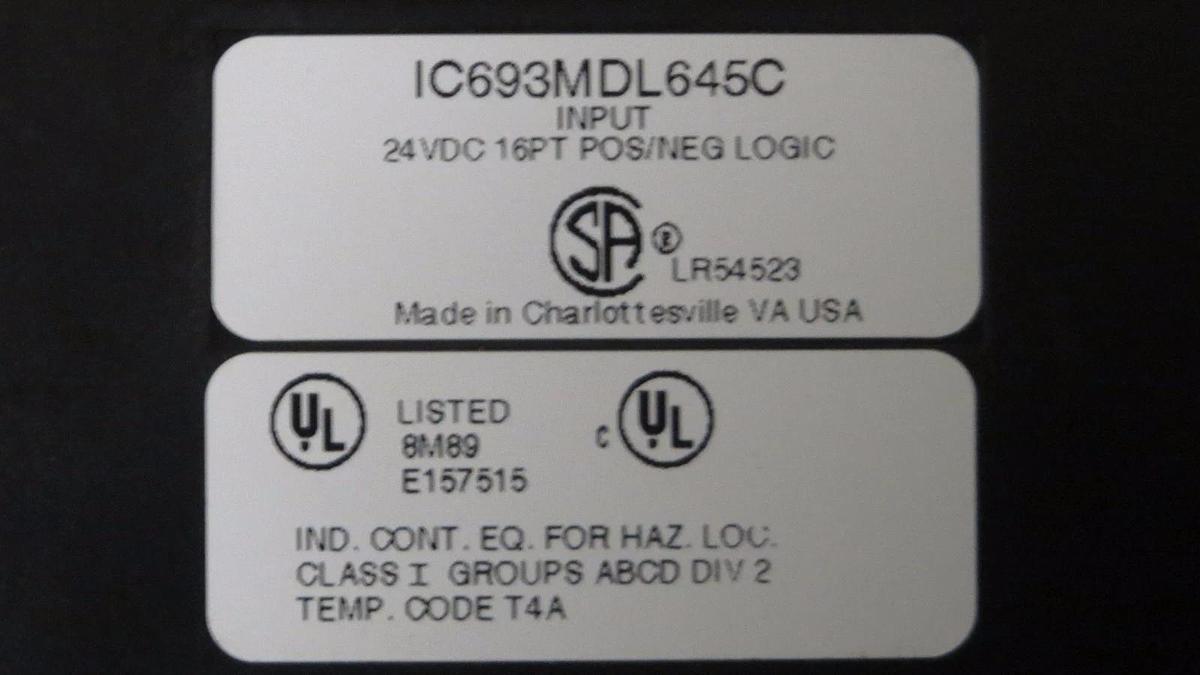 IC693MDL645C
INPUT
24VDC 16PT POS/NEG LOGIC
SA ®
LR54523
Made in Charlottesville VA USA
UL LISTED c UL
8M89
E157515
IND. CONT. EQ. FOR HAZ. LOC.
CLASS I GROUPS ABCD DIV 2
TEMP. CODE T4A